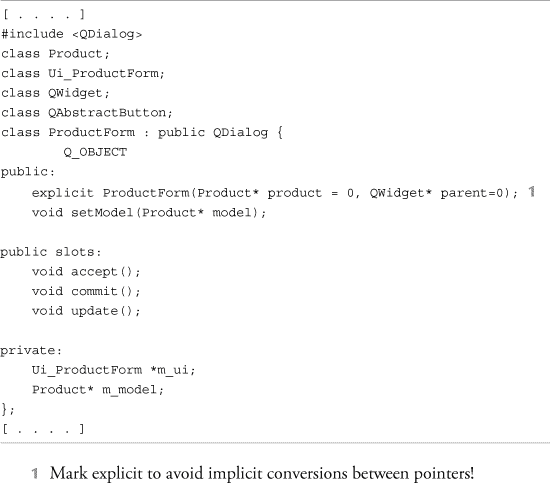 [ . . . . ]
#include <QDialog>
class Product;
class Ui_ProductForm;
class QWidget;
class QAbstractButton;
class ProductForm : public QDialog {
        Q_OBJECT
public:
    explicit ProductForm(Product* product = 0, QWidget* parent=0); 1
    void setModel(Product* model);

public slots:
    void accept();
    void commit();
    void update();

private:
    Ui_ProductForm *m_ui;
    Product* m_model;
};
[ . . . . ]
1 Mark explicit to avoid implicit conversions between pointers!